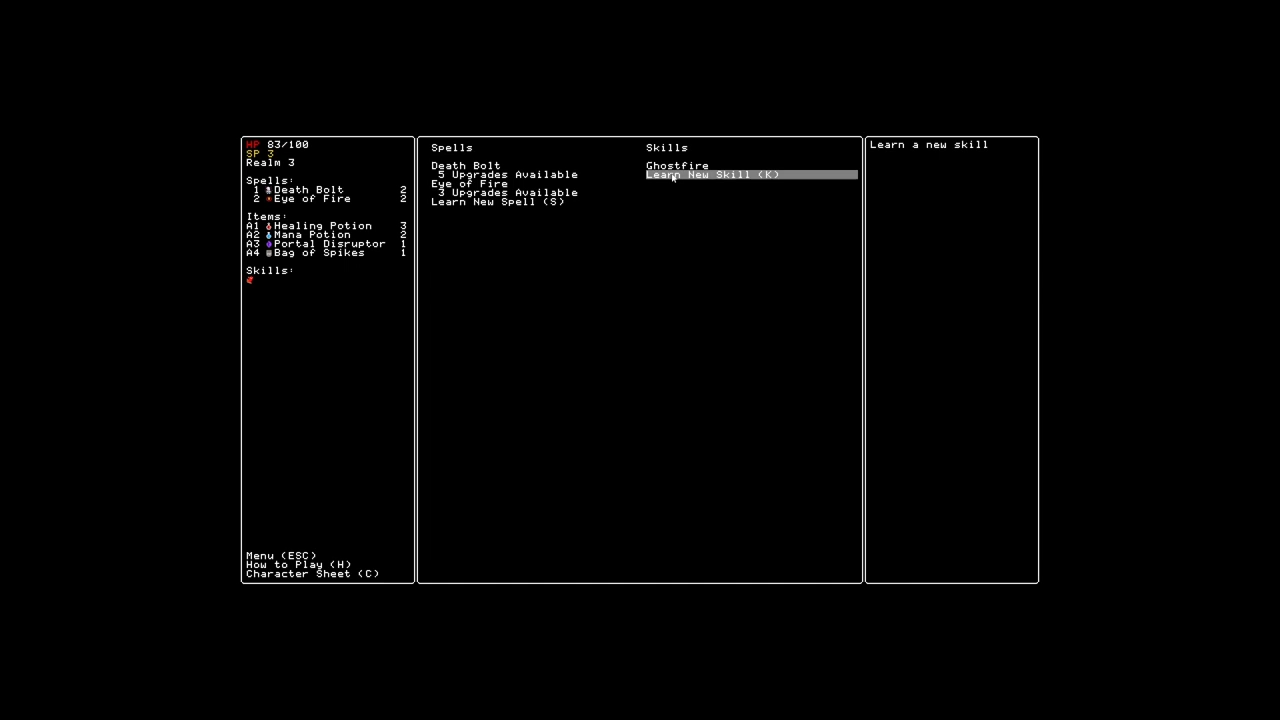 HP 83/100
SP 3
Realm 3
Spells:
1 Death Bolt 2
2 Eye of Fire 2
Items:
A1 Healing Potion 3
A2 Mana Potion 2
A3 Portal Disruptor 1
A4 Bag of Spikes 1
Skills:
Menu (ESC)
How to Play (H)
Character Sheet (C)
Spells
Death Bolt
5 Upgrades Available
Eye of Fire
3 Upgrades Available
Learn New Spell (S)
Skills
Ghostfire
Learn New Skill (K)
Learn a new skill